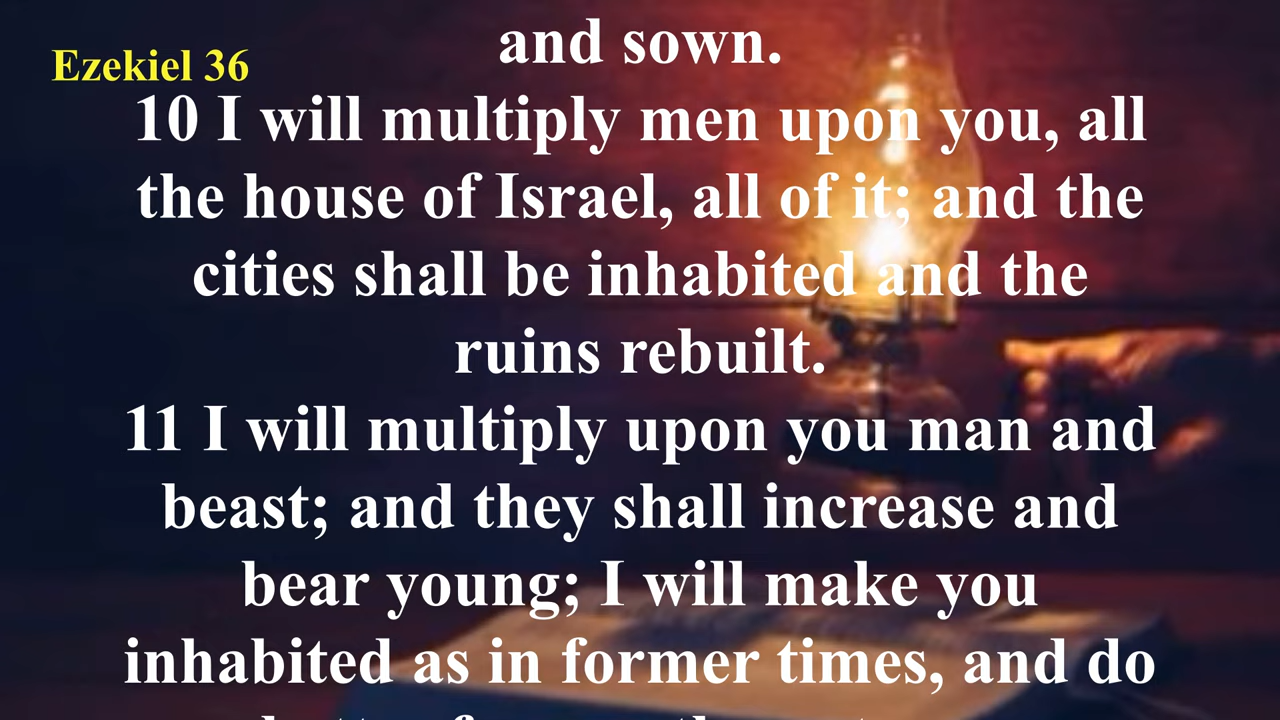 and sown.
Ezekiel 36
10 I will multiply men upon you, all
the house of Israel, all of it; and the
cities shall be inhabited and the
ruins rebuilt.
11 I will multiply upon you man and
beast; and they shall increase and
bear young; I will make you
inhabited as in former times, and do